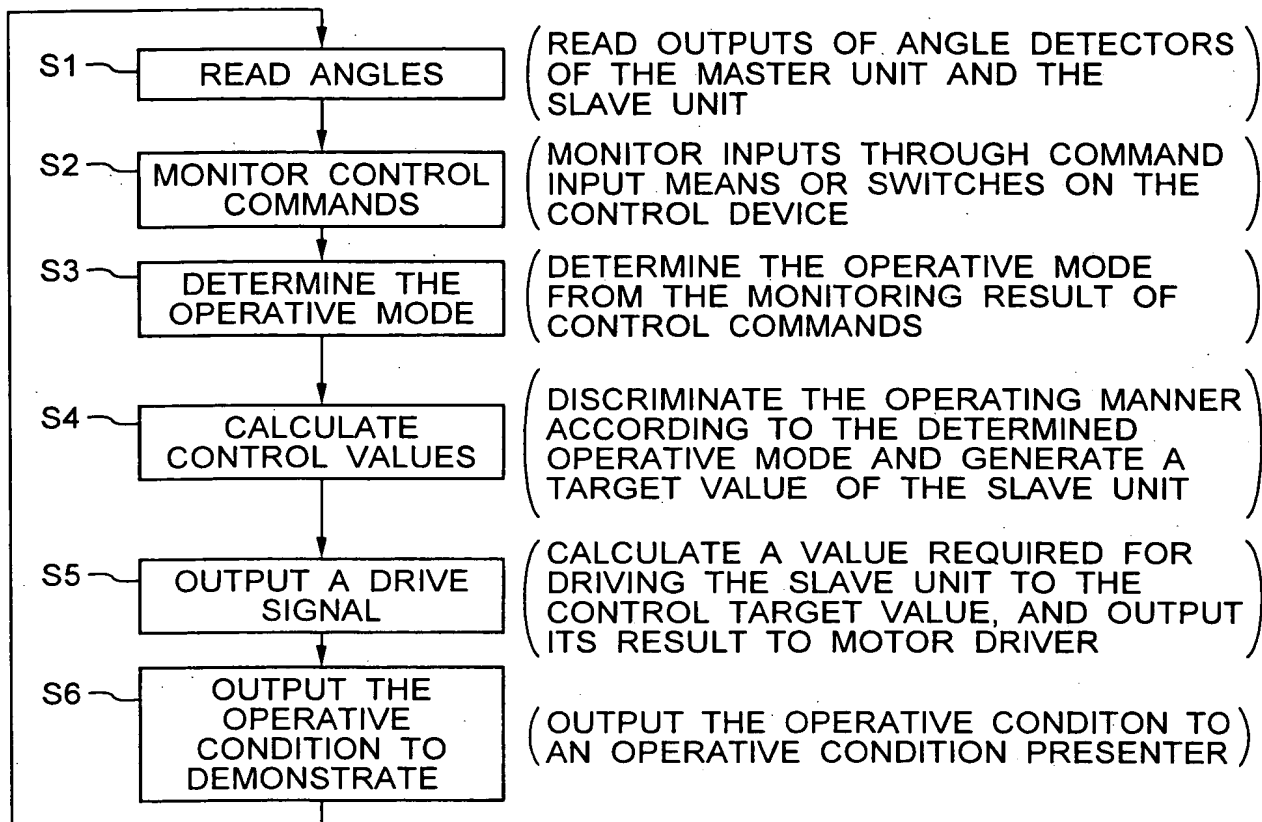 S1
READ ANGLES
READ OUTPUTS OF ANGLE DETECTORS
OF THE MASTER UNIT AND THE
SLAVE UNIT
S2
MONITOR CONTROL
COMMANDS
MONITOR INPUTS THROUGH COMMAND
INPUT MEANS OR SWITCHES ON THE
CONTROL DEVICE
S3
DETERMINE THE
OPERATIVE MODE
DETERMINE THE OPERATIVE MODE
FROM THE MONITORING RESULT OF
CONTROL COMMANDS
S4
CALCULATE
CONTROL VALUES
DISCRIMINATE THE OPERATING MANNER
ACCORDING TO THE DETERMINED
OPERATIVE MODE AND GENERATE A
TARGET VALUE OF THE SLAVE UNIT
S5
OUTPUT A DRIVE
SIGNAL
CALCULATE A VALUE REQUIRED FOR
DRIVING THE SLAVE UNIT TO THE
CONTROL TARGET VALUE, AND OUTPUT
ITS RESULT TO MOTOR DRIVER
S6
OUTPUT THE
OPERATIVE
CONDITION TO
DEMONSTRATE
OUTPUT THE OPERATIVE CONDITON TO
AN OPERATIVE CONDITION PRESENTER